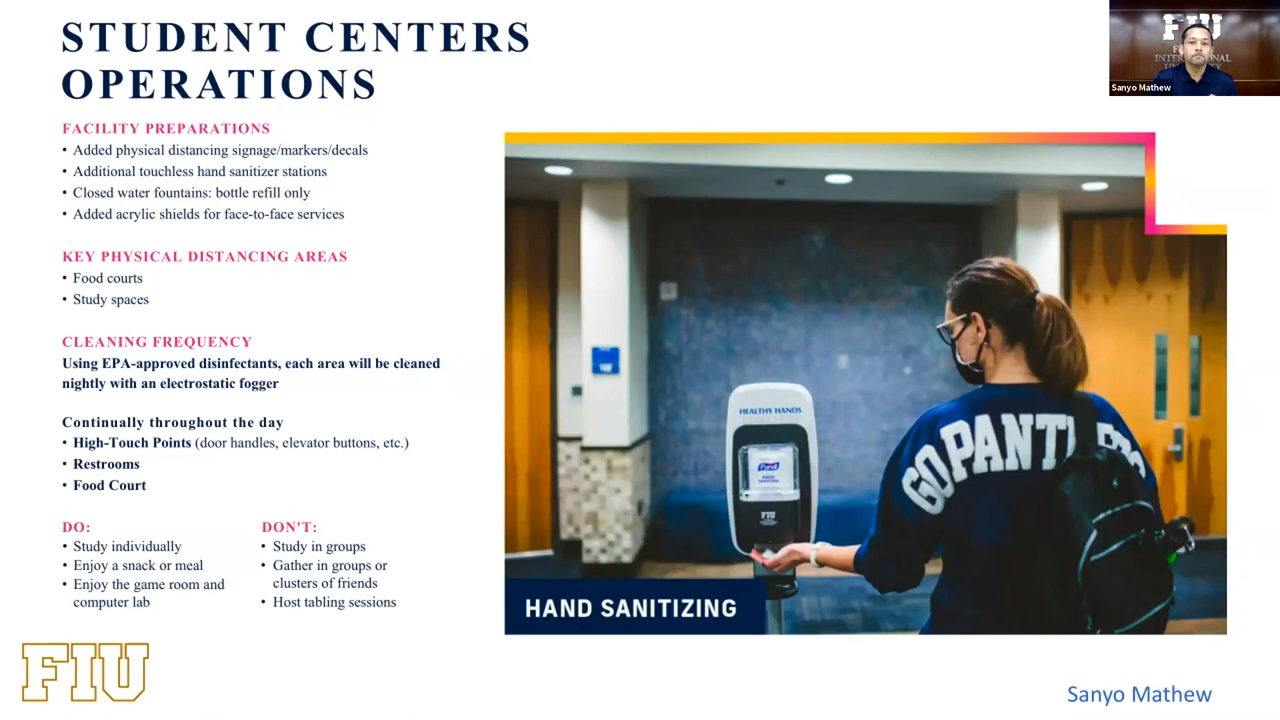 STUDENT CENTERS
OPERATIONS
FACILITY PREPARATIONS
• Added physical distancing signage/markers/decals
• Additional touchless hand sanitizer stations
• Closed water fountains: bottle refill only
• Added acrylic shields for face-to-face services
KEY PHYSICAL DISTANCING AREAS
• Food courts
• Study spaces
CLEANING FREQUENCY
Using EPA-approved disinfectants, each area will be cleaned
nightly with an electrostatic fogger
Continually throughout the day
• High-Touch Points (door handles, elevator buttons, etc.)
• Restrooms
• Food Court
DO:
• Study individually
• Enjoy a snack or meal
• Enjoy the game room and
computer lab
DON'T:
• Study in groups
• Gather in groups or
clusters of friends
• Host tabling sessions
FIU
FIU
Sanyo Mathew
HEALTHY HANDS
Purell
FIU
GO PANTHERS
HAND SANITIZING
Sanyo Mathew